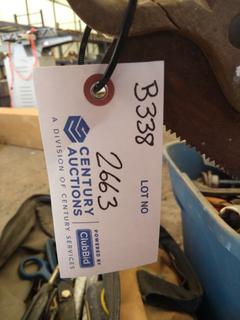 B338
LOT NO
2663
CENTURY
AUCTIONS
A DIVISION OF CENTURY SERVICES
POWERED BY
ClubBid